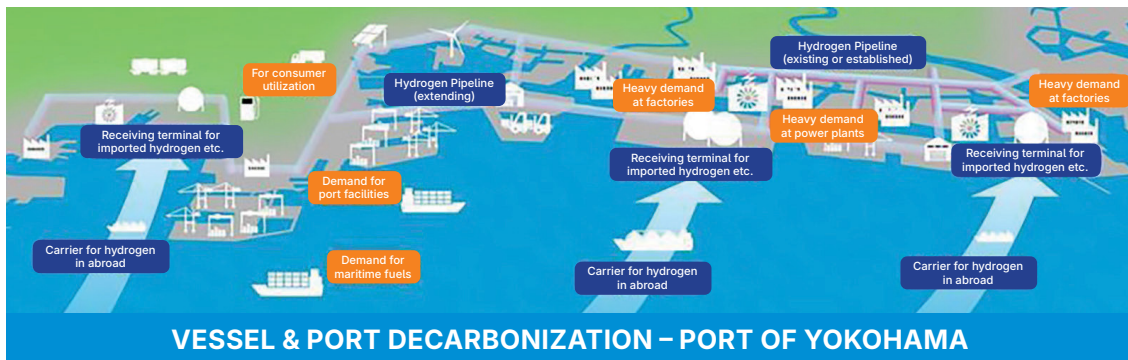 Hydrogen Pipeline
(existing or established)
For consumer
utilization
Hydrogen Pipeline
(extending)
Heavy demand
at factories
Heavy demand
at factories
Heavy demand
at power plants
Receiving terminal for
imported hydrogen etc.
Receiving terminal for
imported hydrogen etc.
Receiving terminal for
imported hydrogen etc.
Demand for
port facilities
Carrier for hydrogen
in abroad
Demand for
maritime fuels
Carrier for hydrogen
in abroad
Carrier for hydrogen
in abroad
VESSEL & PORT DECARBONIZATION – PORT OF YOKOHAMA